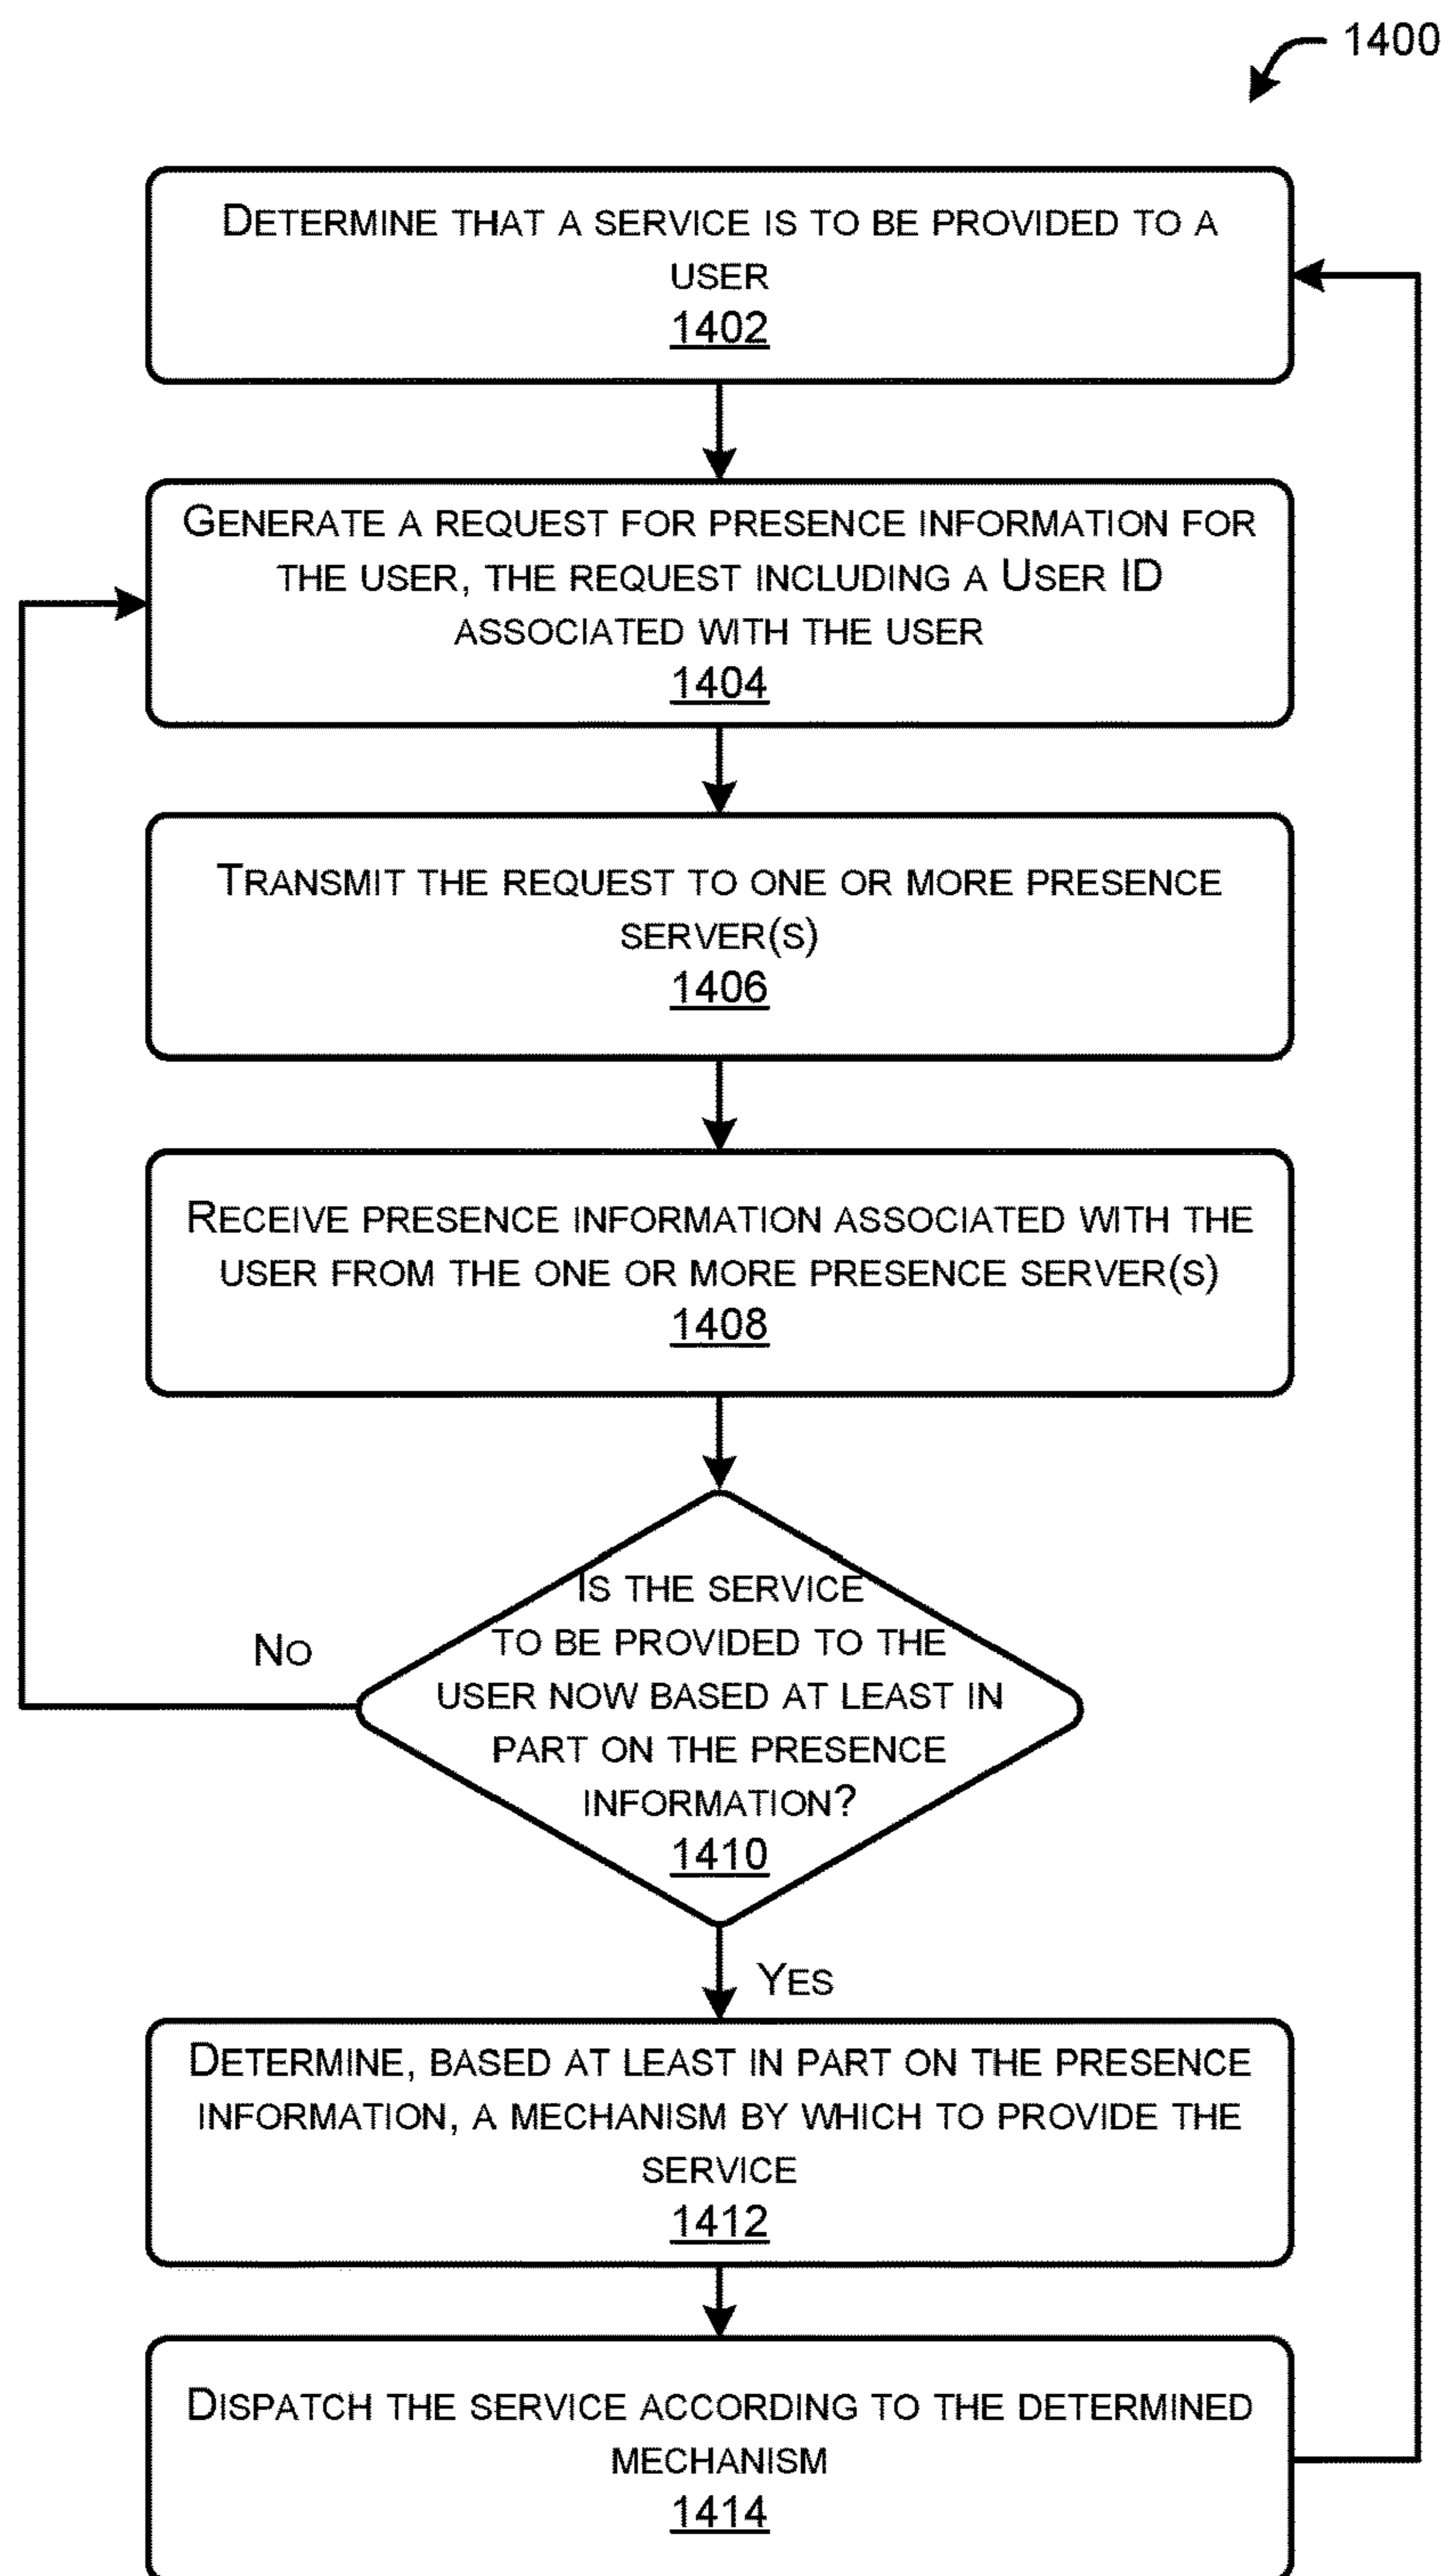 1400
DETERMINE THAT A SERVICE IS TO BE PROVIDED TO A
USER
1402
GENERATE A REQUEST FOR PRESENCE INFORMATION FOR
THE USER, THE REQUEST INCLUDING A USER ID
ASSOCIATED WITH THE USER
1404
TRANSMIT THE REQUEST TO ONE OR MORE PRESENCE
SERVER(S)
1406
RECEIVE PRESENCE INFORMATION ASSOCIATED WITH THE
USER FROM THE ONE OR MORE PRESENCE SERVER(S)
1408
IS THE SERVICE
TO BE PROVIDED TO THE
USER NOW BASED AT LEAST IN
PART ON THE PRESENCE
INFORMATION?
1410
NO
YES
DETERMINE, BASED AT LEAST IN PART ON THE PRESENCE
INFORMATION, A MECHANISM BY WHICH TO PROVIDE THE
SERVICE
1412
DISPATCH THE SERVICE ACCORDING TO THE DETERMINED
MECHANISM
1414